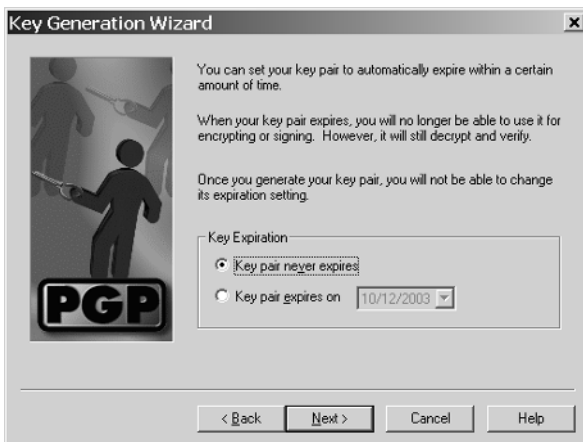 Key Generation Wizard
You can set your key pair to automatically expire within a certain
amount of time.
When your key pair expires, you will no longer be able to use it for
encrypting or signing. However, it will still decrypt and verify.
Once you generate your key pair, you will not be able to change
its expiration setting.
Key Expiration
Key pair never expires
Key pair expires on 10/12/2003
PGP
< Back Next > Cancel Help